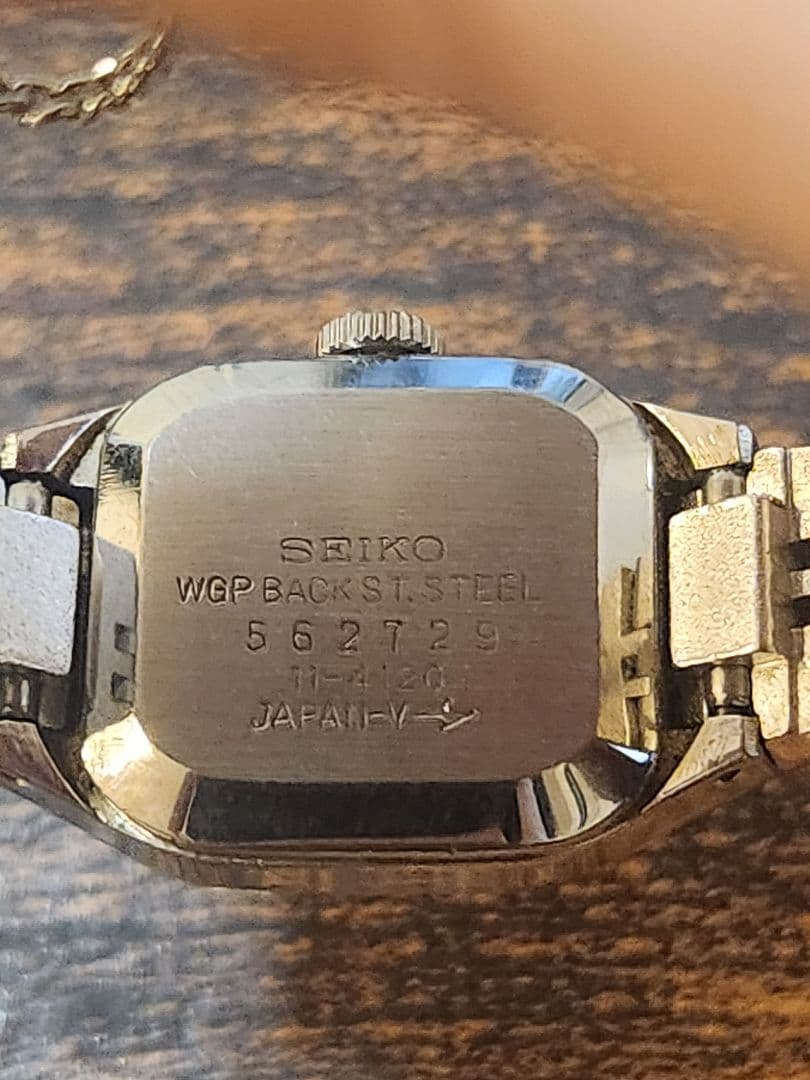 SEIKO
WGP BACK ST. STEEL
562729
11-4120
JAPAN-V